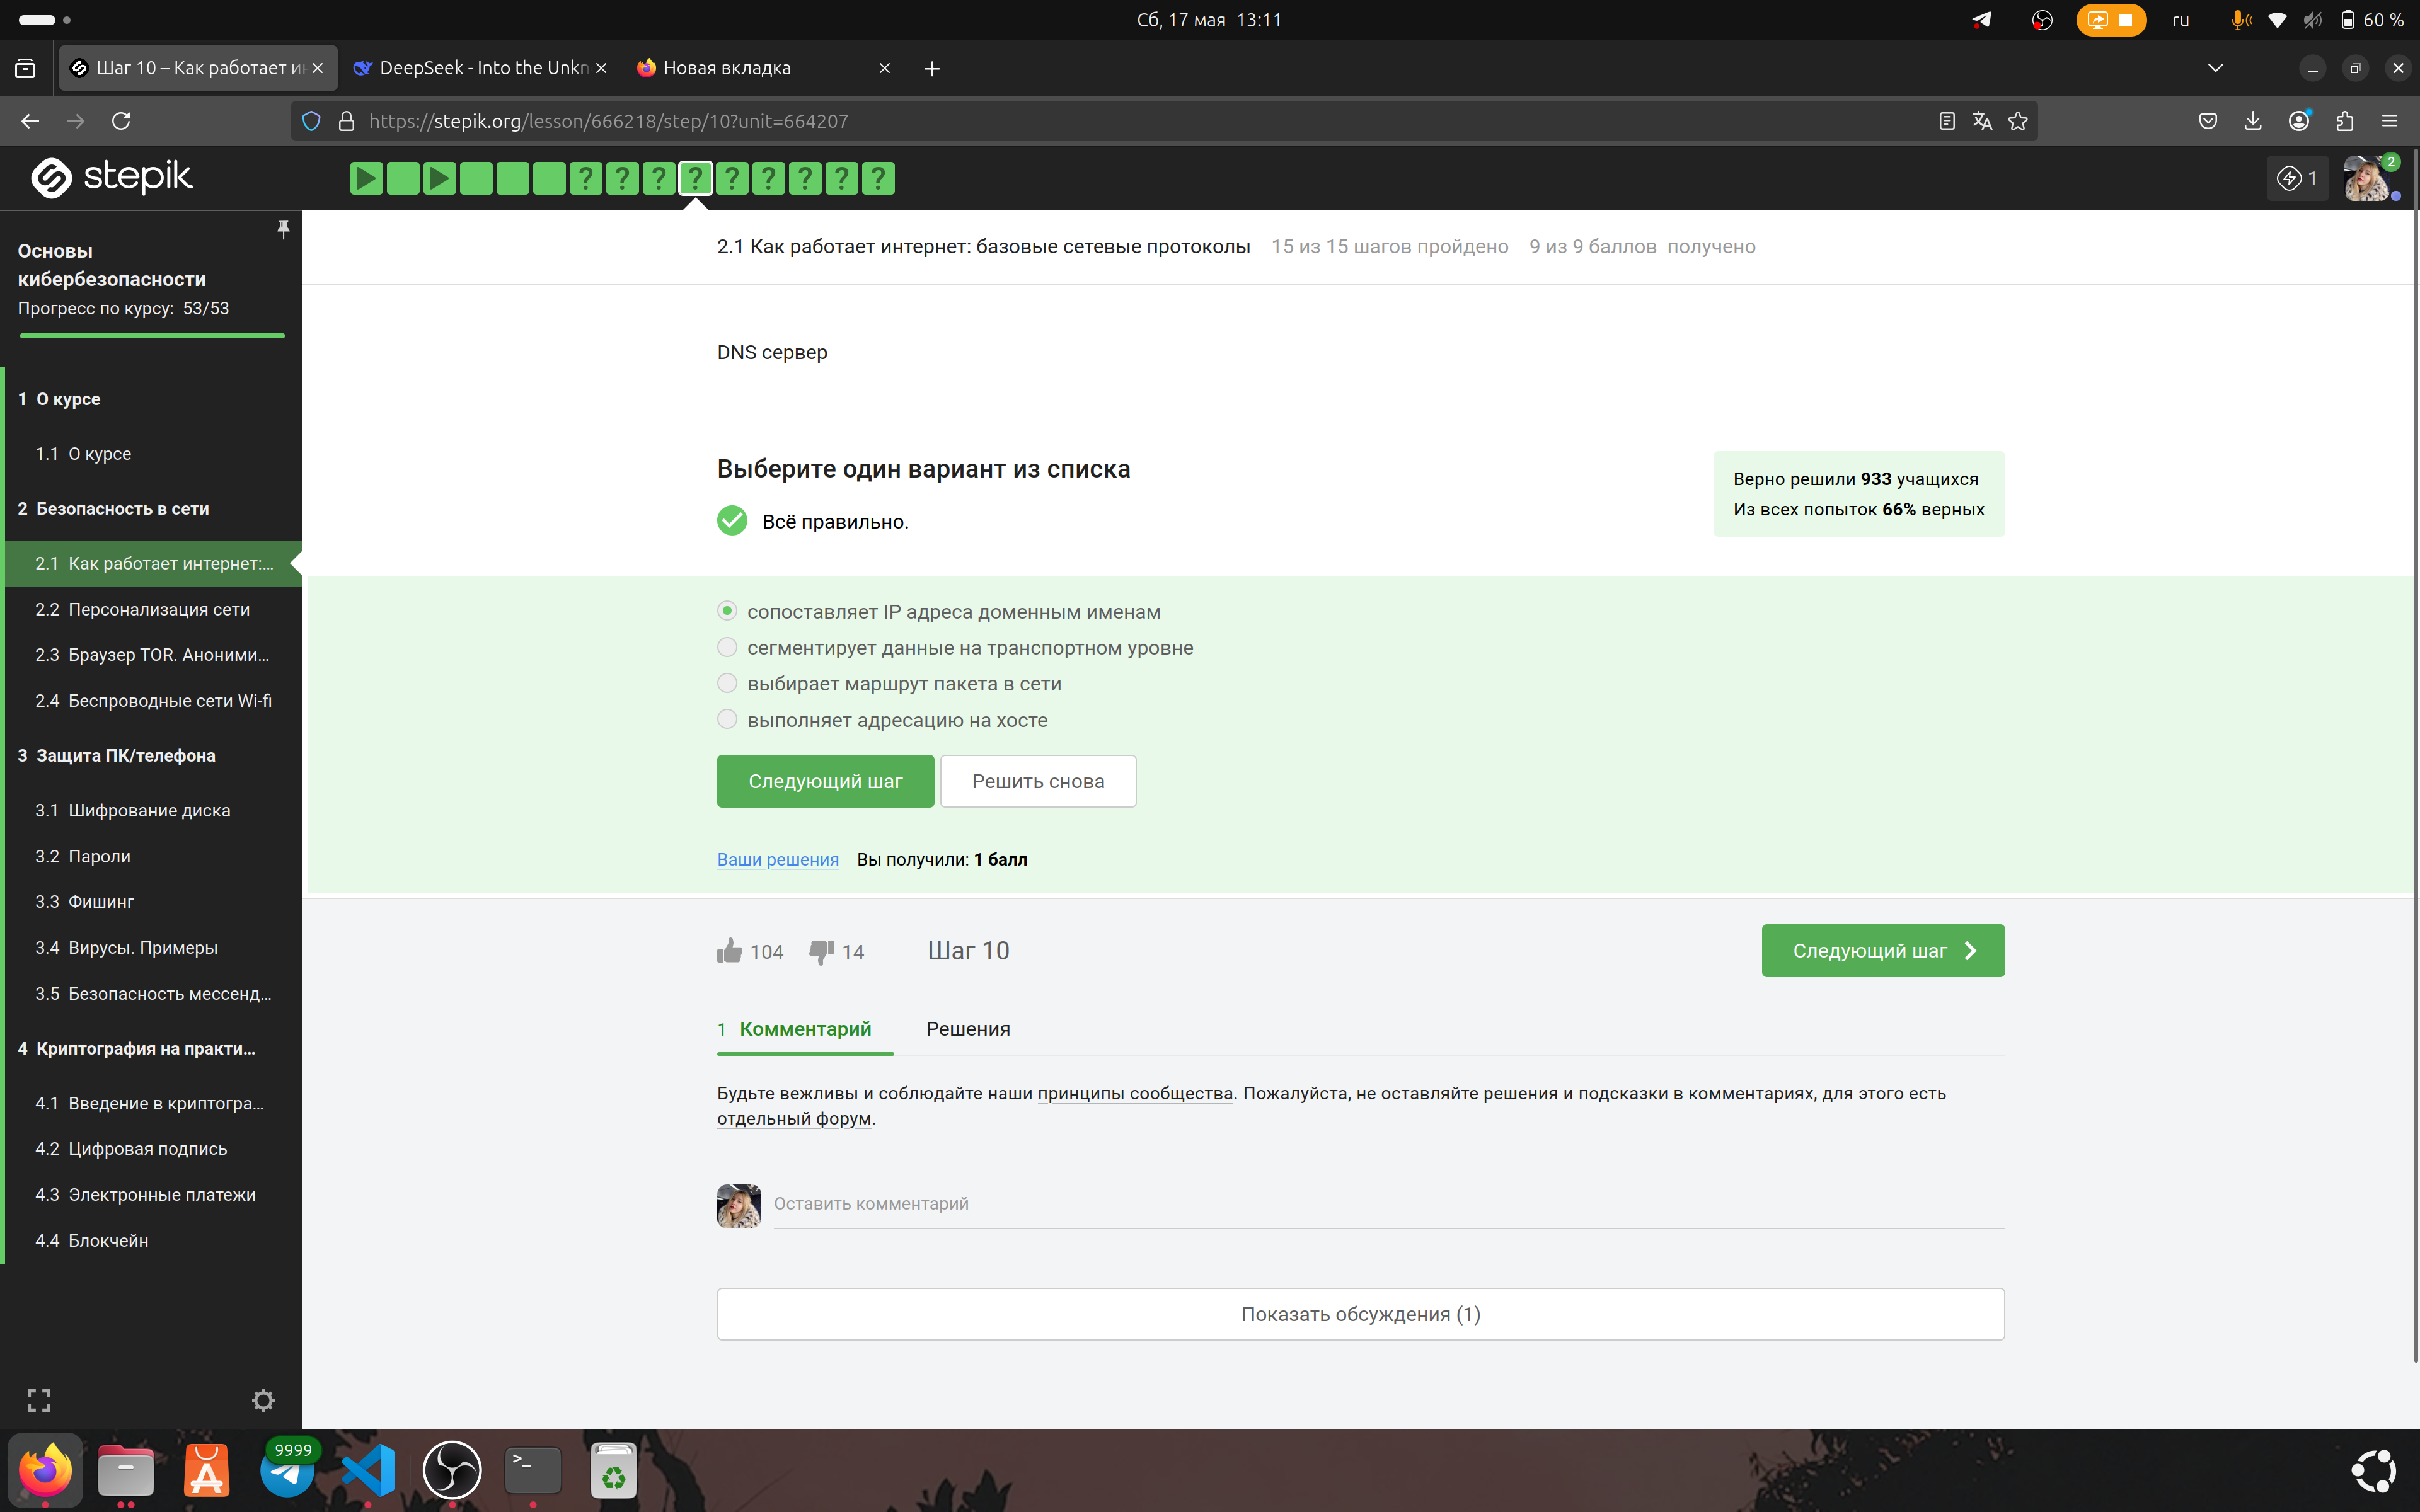 Сб, 17 мая 13:11
ru
60 %
Шаг 10 – Как работает ин
DeepSeek - Into the Unkn
Новая вкладка
https://stepik.org/lesson/666218/step/10?unit=664207
stepik
? ? ? ? ? ? ? ? ?
1
2
Основы
кибербезопасности
Прогресс по курсу: 53/53
1 О курсе
1.1 О курсе
2 Безопасность в сети
2.1 Как работает интернет:...
2.2 Персонализация сети
2.3 Браузер TOR. Аноними...
2.4 Беспроводные сети Wi-fi
3 Защита ПК/телефона
3.1 Шифрование диска
3.2 Пароли
3.3 Фишинг
3.4 Вирусы. Примеры
3.5 Безопасность мессенд...
4 Криптография на практи...
4.1 Введение в криптогра...
4.2 Цифровая подпись
4.3 Электронные платежи
4.4 Блокчейн
2.1 Как работает интернет: базовые сетевые протоколы 15 из 15 шагов пройдено 9 из 9 баллов получено
DNS сервер
Выберите один вариант из списка
Всё правильно.
Верно решили 933 учащихся
Из всех попыток 66% верных
сопоставляет IP адреса доменным именам
сегментирует данные на транспортном уровне
выбирает маршрут пакета в сети
выполняет адресацию на хосте
Следующий шаг
Решить снова
Ваши решения Вы получили: 1 балл
104 14 Шаг 10
Следующий шаг
1 Комментарий Решения
Будьте вежливы и соблюдайте наши принципы сообщества. Пожалуйста, не оставляйте решения и подсказки в комментариях, для этого есть
отдельный форум.
Оставить комментарий
Показать обсуждения (1)
9999
>_